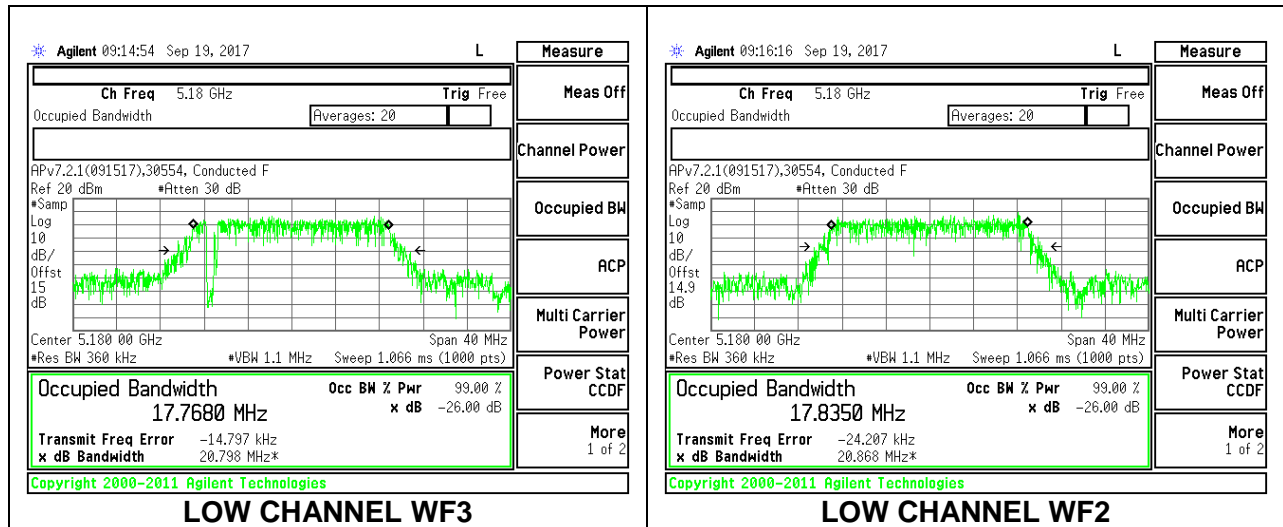 Agilent 09:14:54 Sep 19, 2017 L
Measure
Ch Freq 5.18 GHz Trig Free
Occupied Bandwidth Averages: 20
APv7.2.1(091517),30554, Conducted F
Ref 20 dBm #Atten 30 dB
#Samp
Log
10
dB/
Offst
15
dB
Center 5.180 00 GHz Span 40 MHz
#Res BW 360 kHz #VBW 1.1 MHz Sweep 1.066 ms (1000 pts)
Occupied Bandwidth Occ BW % Pwr 99.00 %
17.7680 MHz x dB -26.00 dB
Transmit Freq Error -14.797 kHz
x dB Bandwidth 20.798 MHz*
Meas Off
Channel Power
Occupied BW
ACP
Multi Carrier
Power
Power Stat
CCDF
More
1 of 2
Copyright 2000-2011 Agilent Technologies
LOW CHANNEL WF3
Agilent 09:16:16 Sep 19, 2017 L
Measure
Ch Freq 5.18 GHz Trig Free
Occupied Bandwidth Averages: 20
APv7.2.1(091517),30554, Conducted F
Ref 20 dBm #Atten 30 dB
#Samp
Log
10
dB/
Offst
14.9
dB
Center 5.180 00 GHz Span 40 MHz
#Res BW 360 kHz #VBW 1.1 MHz Sweep 1.066 ms (1000 pts)
Occupied Bandwidth Occ BW % Pwr 99.00 %
17.8350 MHz x dB -26.00 dB
Transmit Freq Error -24.207 kHz
x dB Bandwidth 20.868 MHz*
Meas Off
Channel Power
Occupied BW
ACP
Multi Carrier
Power
Power Stat
CCDF
More
1 of 2
Copyright 2000-2011 Agilent Technologies
LOW CHANNEL WF2